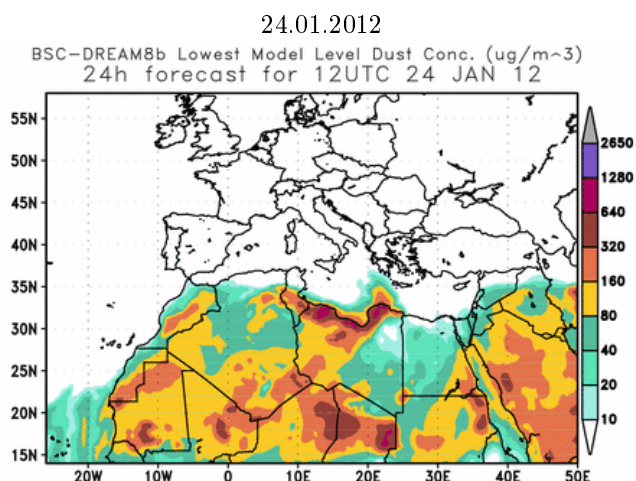 24.01.2012
BSC-DREAM8b Lowest Model Level Dust Conc. (ug/m^3)
24h forecast for 12UTC 24 JAN 12
55N
50N
45N
40N
35N
30N
25N
20N
15N
20W 10W 0 10E 20E 30E 40E 50E
2650
1280
640
320
160
80
40
20
10